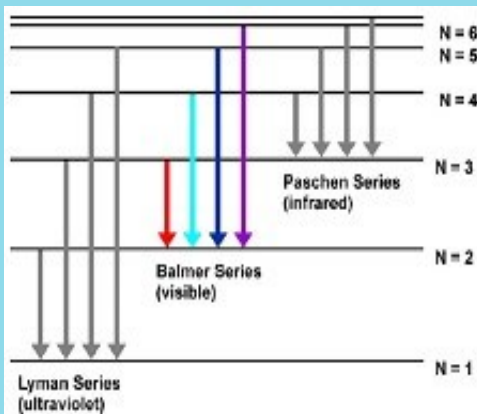 N = 6
N = 5
N = 4
N = 3
Paschen Series
(infrared)
N = 2
Balmer Series
(visible)
N = 1
Lyman Series
(ultraviolet)